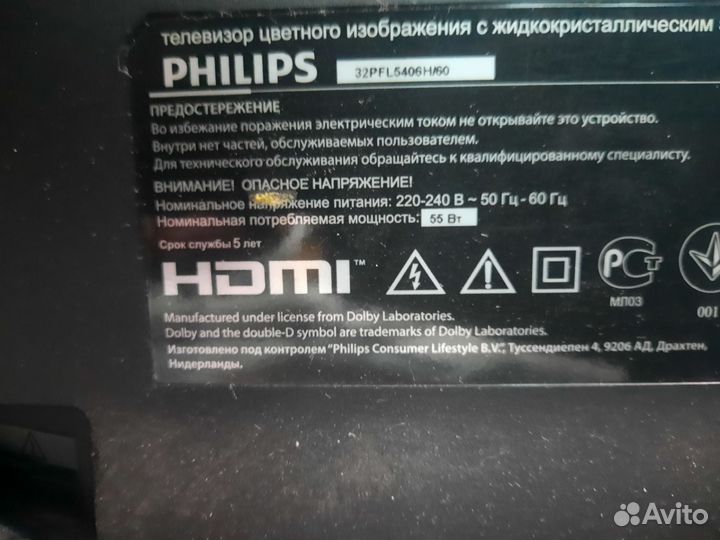 телевизор цветного изображения с жидкокристаллическим
PHILIPS 32PFL5406H/60
ПРЕДОСТЕРЕЖЕНИЕ
Во избежание поражения электрическим током не открывайте это устройство.
Внутри нет частей, обслуживаемых пользователем.
Для технического обслуживания обращайтесь к квалифицированному специалисту.
ВНИМАНИЕ! ОПАСНОЕ НАПРЯЖЕНИЕ!
Номинальное напряжение питания: 220-240 В ~ 50 Гц - 60 Гц
Номинальная потребляемая мощность: 55 Вт
Срок службы 5 лет
HDMI™
РСТ
МЛ03
001
Manufactured under license from Dolby Laboratories.
Dolby and the double-D symbol are trademarks of Dolby Laboratories.
Изготовлено под контролем "Philips Consumer Lifestyle B.V., Туссендиепен 4, 9206 АД, Драхтен,
Нидерланды.
Avito